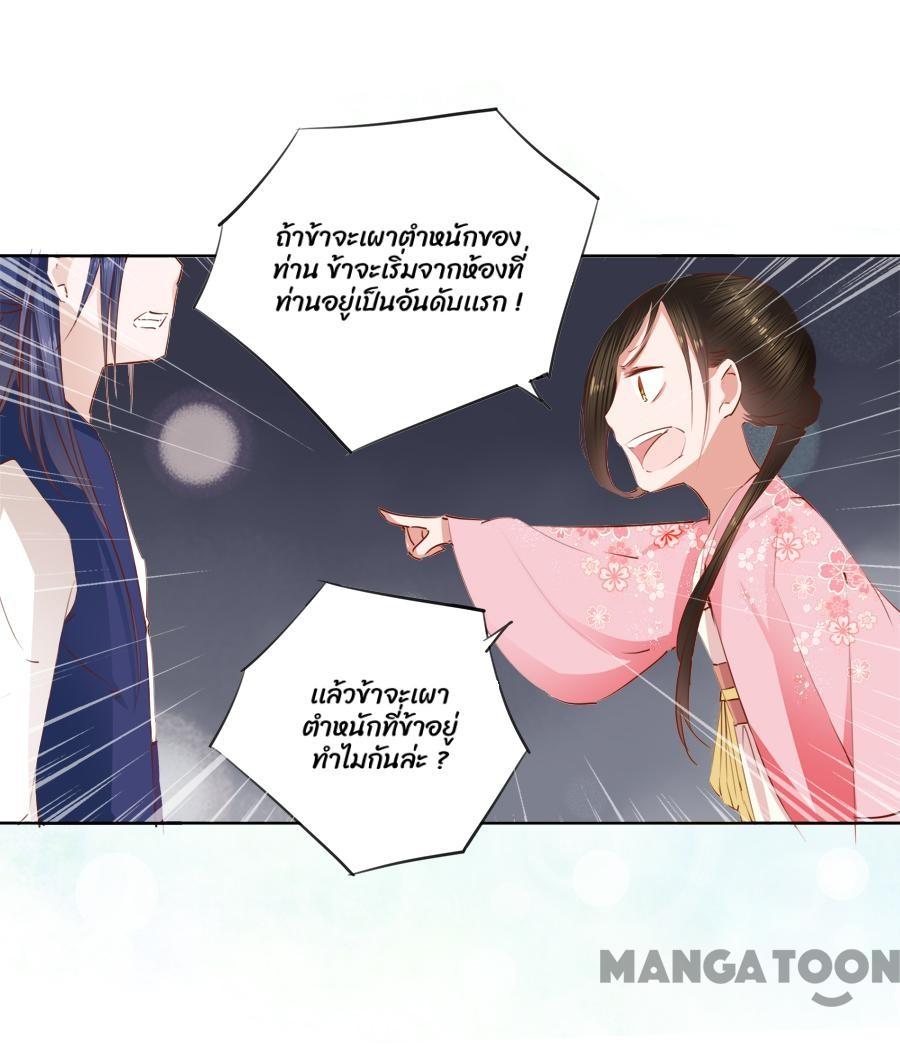 ถ้าข้าจะเผาตำหนักของ
ท่าน ข้าจะเริ่มจากห้องที่
ท่านอยู่เป็นอันดับแรก !
แล้วข้าจะเผา
ตำหนักที่ข้าอยู่
ทำไมกันล่ะ ?
MANGATOON